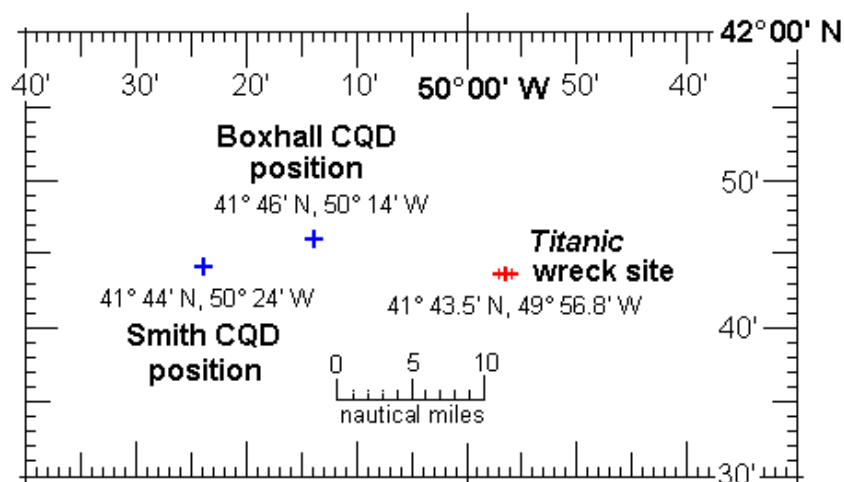 42°00' N
40' 30' 20' 10' 50°00' W 50' 40'
Boxhall CQD
position
41° 46' N, 50° 14' W
50'
Titanic
wreck site
41° 43.5' N, 49° 56.8' W
41° 44' N, 50° 24' W
Smith CQD
position
40'
0 5 10
nautical miles
30'